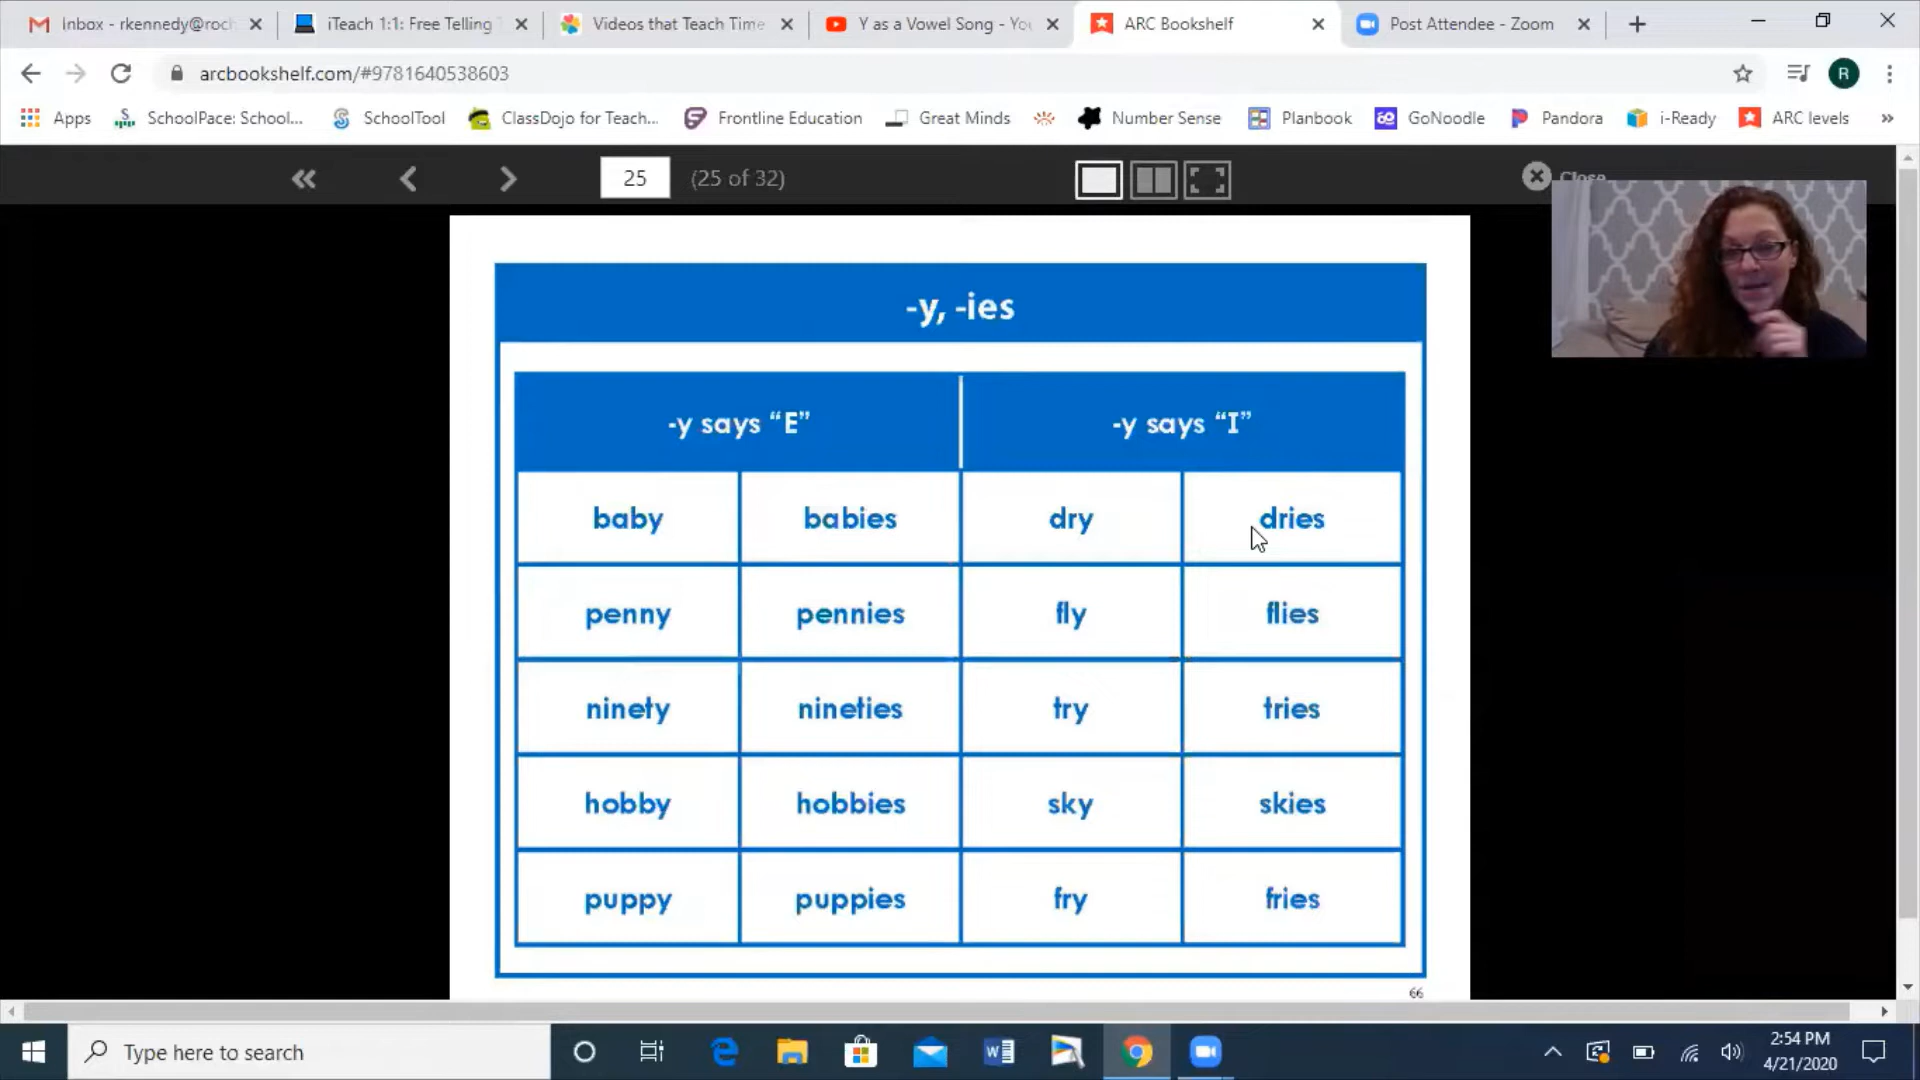 Inbox - rkennedy@roch
iTeach 1:1: Free Telling
Videos that Teach Time
Y as a Vowel Song - You
ARC Bookshelf
Post Attendee - Zoom
arcbookshelf.com/#9781640538603
R
Apps
SchoolPace: School...
SchoolTool
ClassDojo for Teach...
Frontline Education
Great Minds
Number Sense
Planbook
GoNoodle
Pandora
i-Ready
ARC levels
25 (25 of 32)
Close
-y, -ies
-y says “E” -y says “I”
baby babies dry dries
penny pennies fly flies
ninety nineties try tries
hobby hobbies sky skies
puppy puppies fry fries
66
Type here to search
2:54 PM
4/21/2020